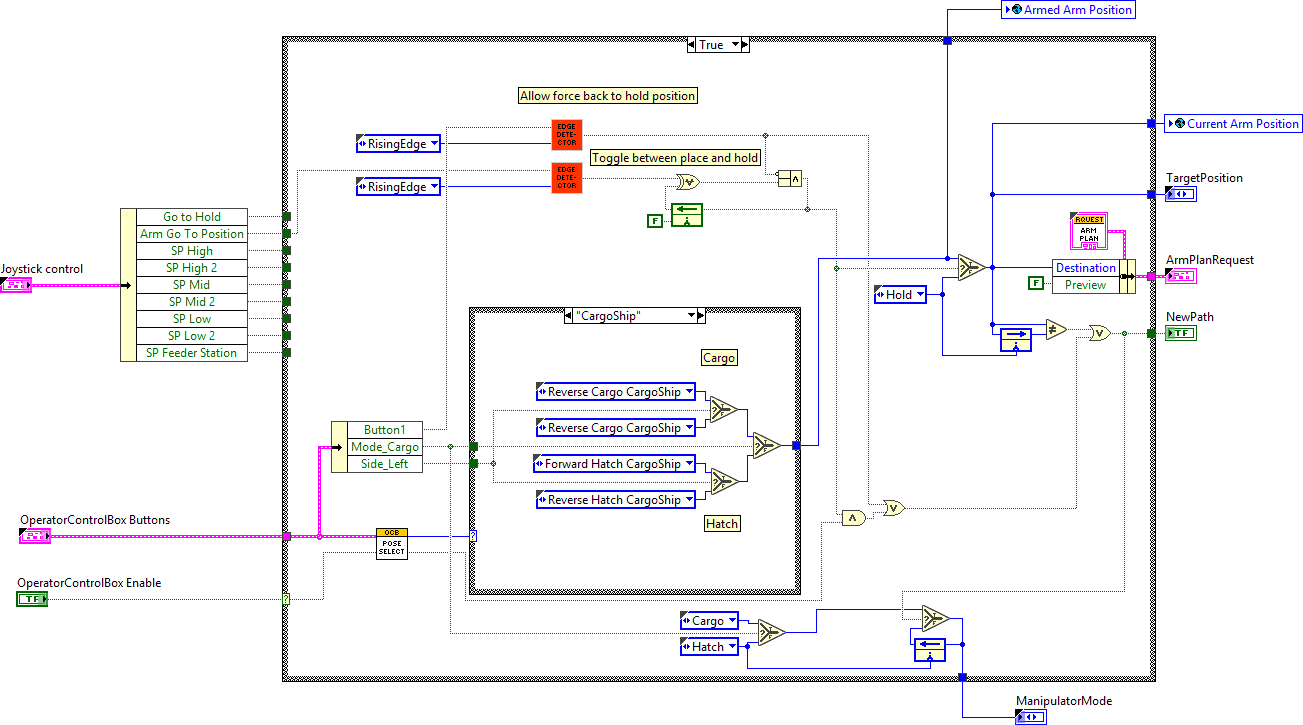 Armed Arm Position
True
Allow force back to hold position
RisingEdge
EDGE
DETE-
CTOR
Current Arm Position
Toggle between place and hold
RisingEdge
EDGE
DETE-
CTOR
TargetPosition
F
Go to Hold
Arm Go To Position
SP High
SP High 2
SP Mid
SP Mid 2
SP Low
SP Low 2
SP Feeder Station
Joystick control
RQUEST
ARM
PLAN
ArmPlanRequest
Destination
Preview
F
Hold
NewPath
TF
"CargoShip"
Cargo
Reverse Cargo CargoShip
Reverse Cargo CargoShip
Forward Hatch CargoShip
Reverse Hatch CargoShip
Hatch
Button1
Mode_Cargo
Side_Left
OperatorControlBox Buttons
OCB
POSE
SELECT
OperatorControlBox Enable
TF
Cargo
Hatch
ManipulatorMode